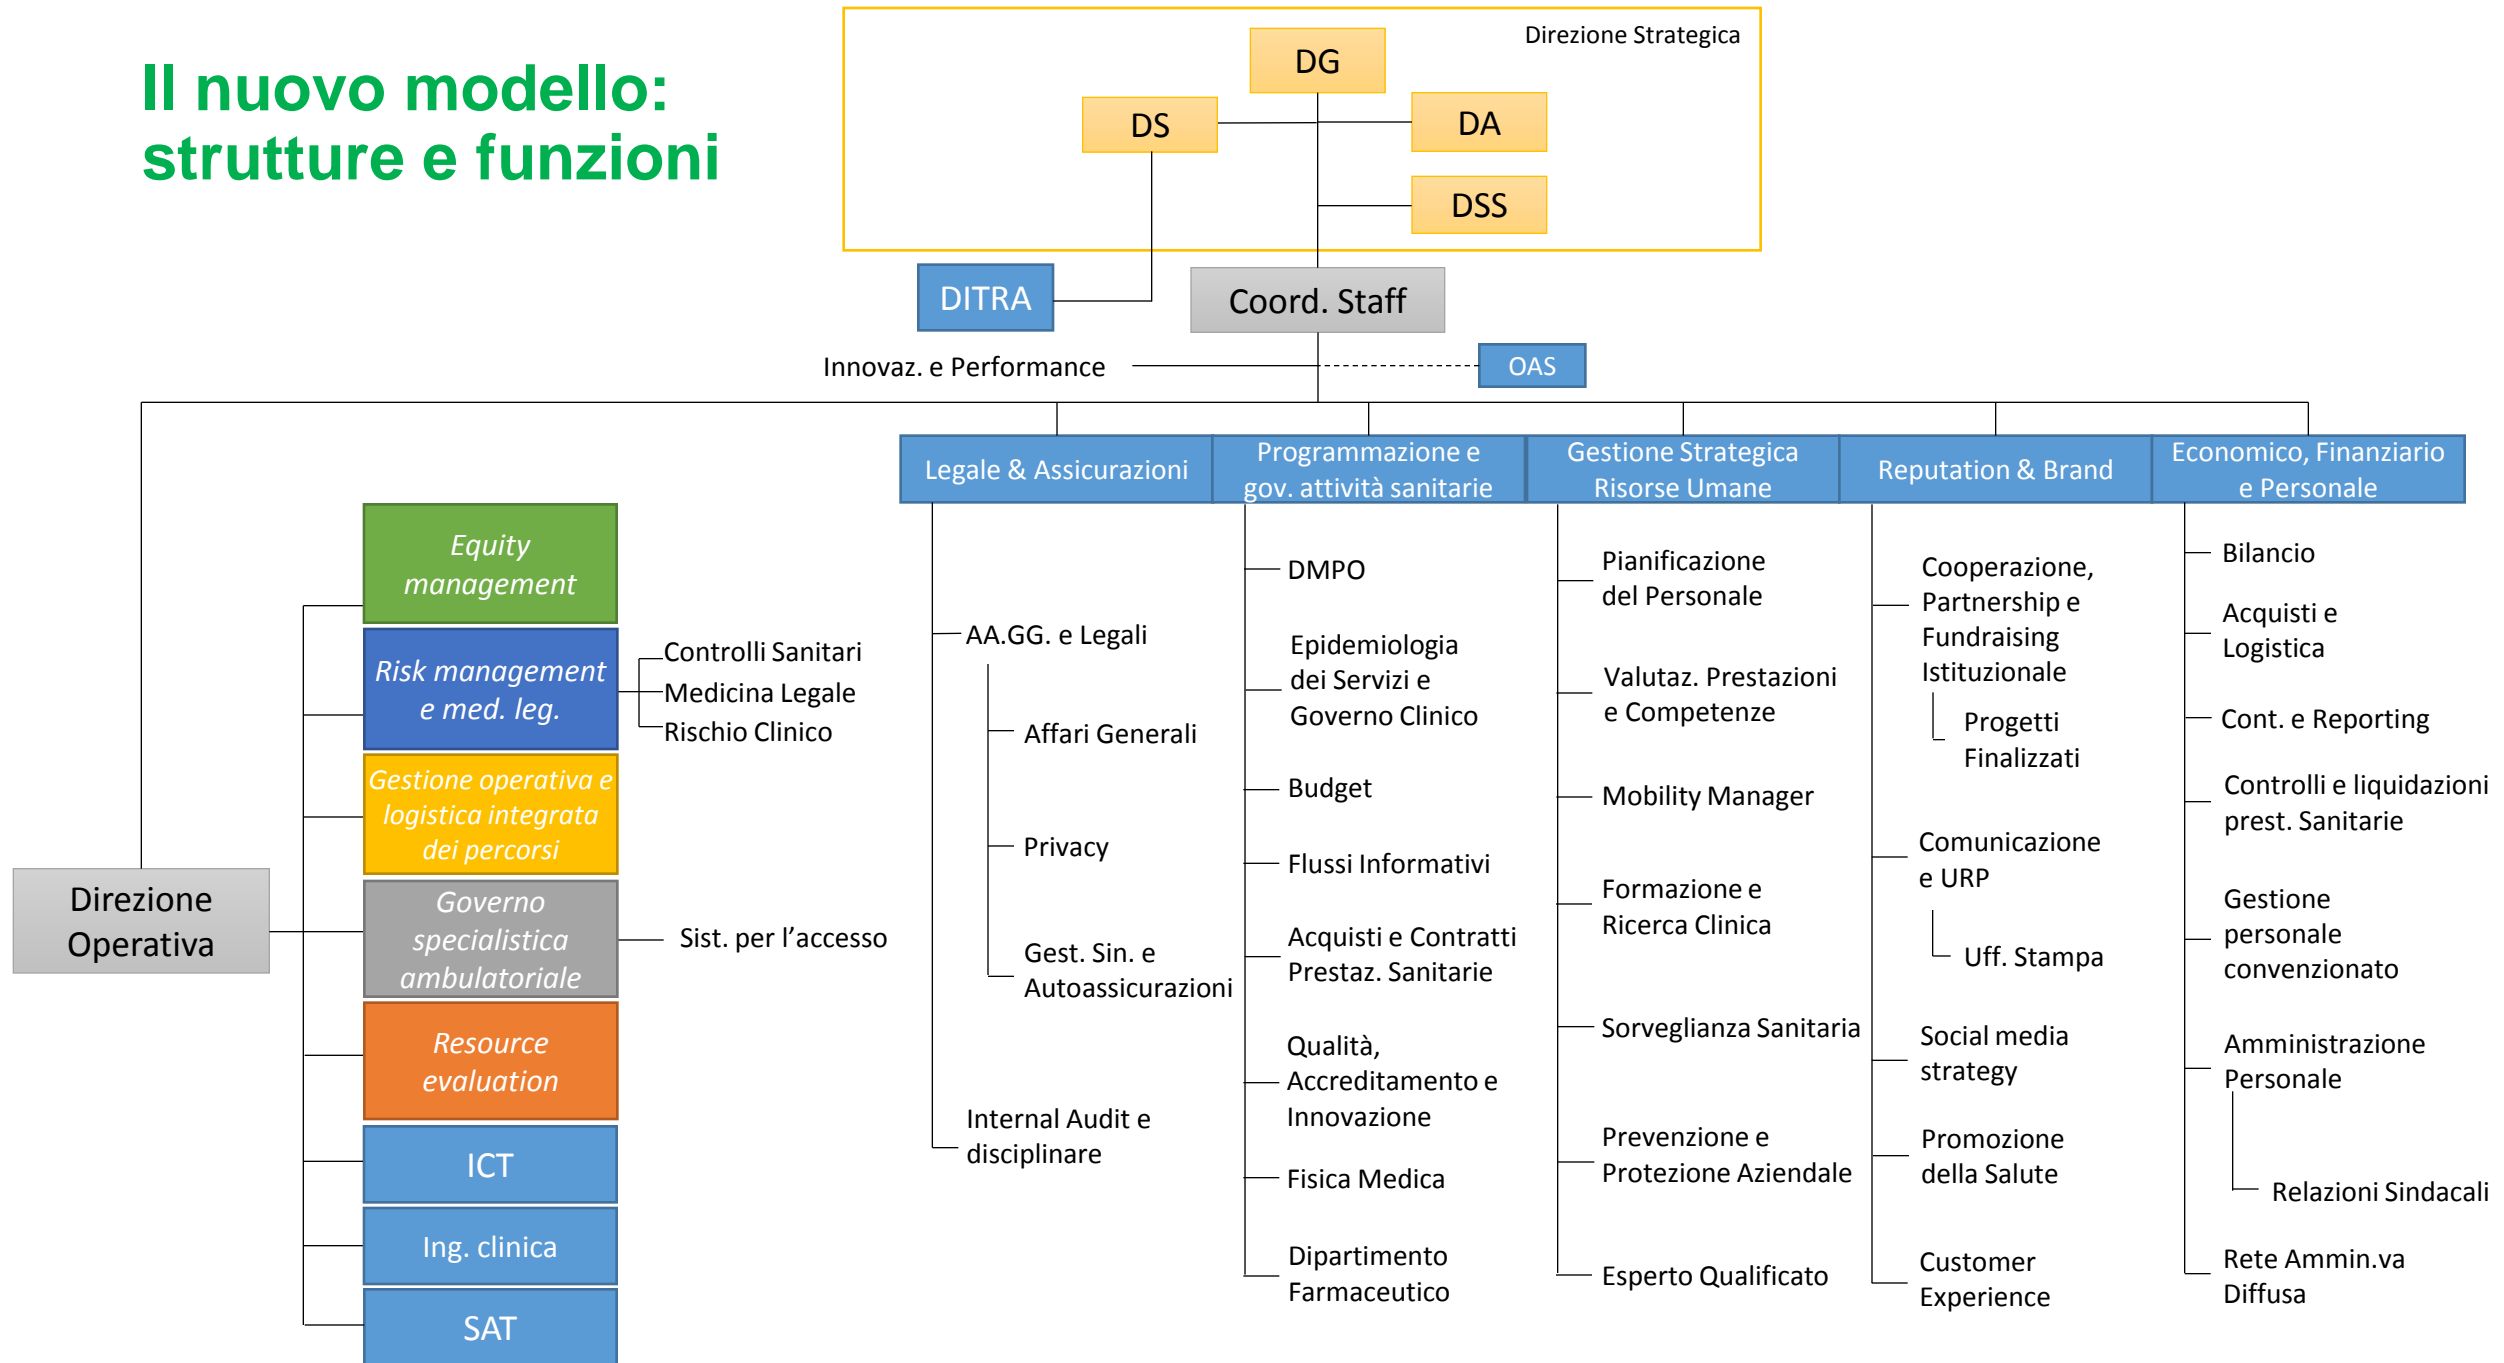 Il nuovo modello:
strutture e funzioni
Direzione Strategica
DG
DS
DA
DSS
DITRA
Coord. Staff
Innovaz. e Performance
OAS
Direzione
Operativa
Equity
management
Risk management
e med. leg.
Controlli Sanitari
Medicina Legale
Rischio Clinico
Gestione operativa e
logistica integrata
dei percorsi
Governo
specialistica
ambulatoriale
Sist. per l’accesso
Resource
evaluation
ICT
Ing. clinica
SAT
Legale & Assicurazioni
AA.GG. e Legali
Affari Generali
Privacy
Gest. Sin. e
Autoassicurazioni
Internal Audit e
disciplinare
Programmazione e
gov. attività sanitarie
DMPO
Epidemiologia
dei Servizi e
Governo Clinico
Budget
Flussi Informativi
Acquisti e Contratti
Prestaz. Sanitarie
Qualità,
Accreditamento e
Innovazione
Fisica Medica
Dipartimento
Farmaceutico
Gestione Strategica
Risorse Umane
Pianificazione
del Personale
Valutaz. Prestazioni
e Competenze
Mobility Manager
Formazione e
Ricerca Clinica
Sorveglianza Sanitaria
Prevenzione e
Protezione Aziendale
Esperto Qualificato
Reputation & Brand
Cooperazione,
Partnership e
Fundraising
Istituzionale
Progetti
Finalizzati
Comunicazione
e URP
Uff. Stampa
Social media
strategy
Promozione
della Salute
Customer
Experience
Economico, Finanziario
e Personale
Bilancio
Acquisti e
Logistica
Cont. e Reporting
Controlli e liquidazioni
prest. Sanitarie
Gestione
personale
convenzionato
Amministrazione
Personale
Relazioni Sindacali
Rete Ammin.va
Diffusa